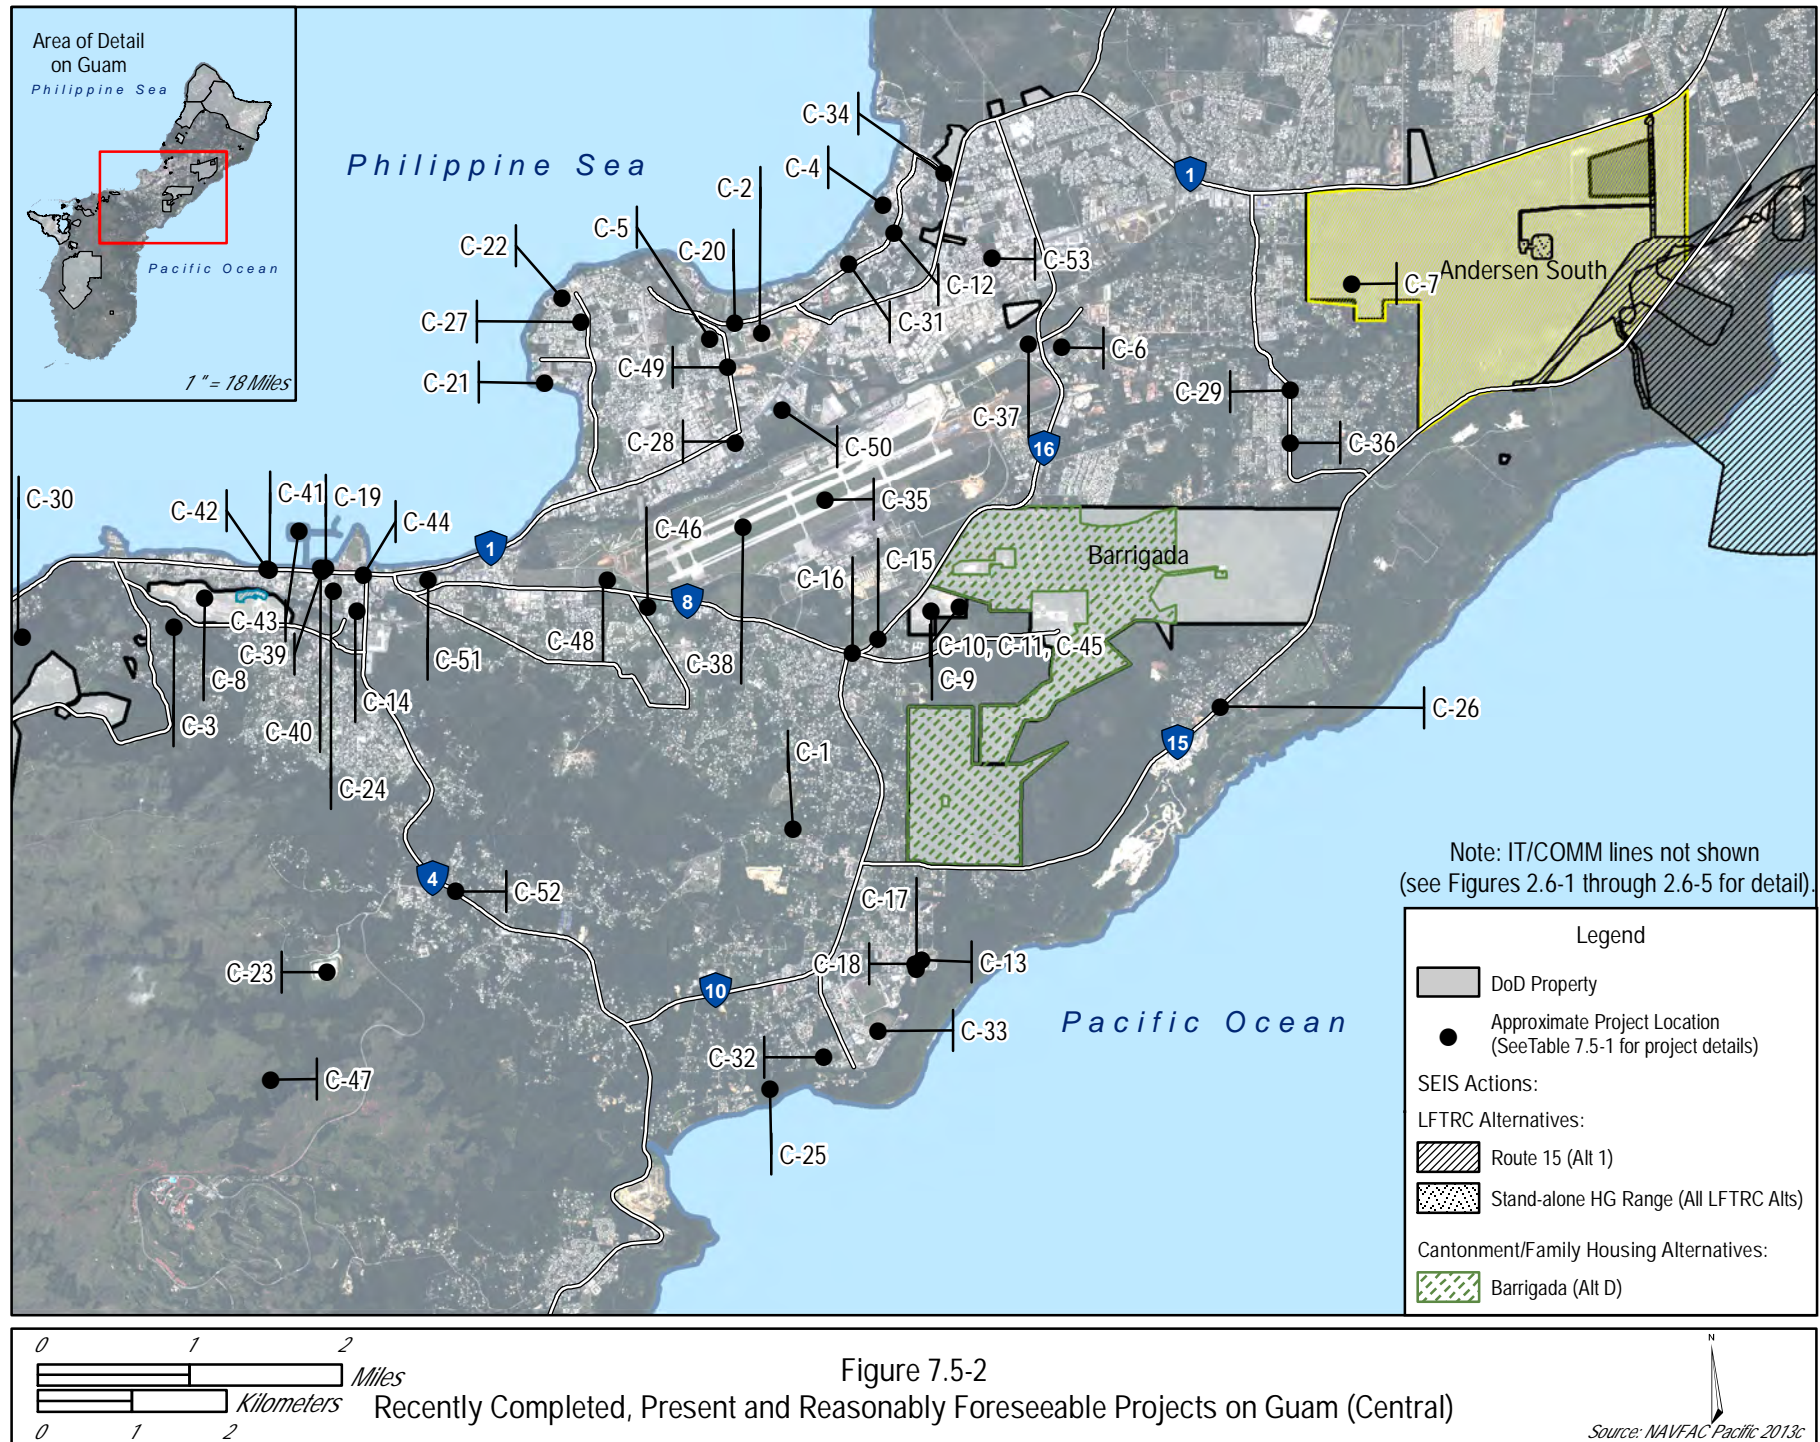 Area of Detail
on Guam
Philippine Sea
Pacific Ocean
1 " = 18 Miles
Philippine Sea
C-34
C-4
C-2
C-5
C-20
C-22
C-53
C-12
C-7
Andersen South
C-27
C-31
C-6
C-49
C-21
C-29
C-37
C-28
C-50
C-36
16
1
C-30
C-41
C-19
C-42
C-44
C-35
C-46
1
Barrigada
C-15
C-16
8
C-43
C-48
C-10, C-11, C-45
C-39
C-38
C-8
C-51
C-9
C-14
C-3
C-40
C-26
15
C-1
C-24
Note: IT/COMM lines not shown
(see Figures 2.6-1 through 2.6-5 for detail).
4
C-52
C-17
C-23
C-18
C-13
10
Pacific Ocean
C-33
C-32
C-47
C-25
Legend
DoD Property
Approximate Project Location
(SeeTable 7.5-1 for project details)
SEIS Actions:
LFTRC Alternatives:
Route 15 (Alt 1)
Stand-alone HG Range (All LFTRC Alts)
Cantonment/Family Housing Alternatives:
Barrigada (Alt D)
0 1 2
Miles
Kilometers
0 1 2
Figure 7.5-2
Recently Completed, Present and Reasonably Foreseeable Projects on Guam (Central)
N
Source: NAVFAC Pacific 2013c